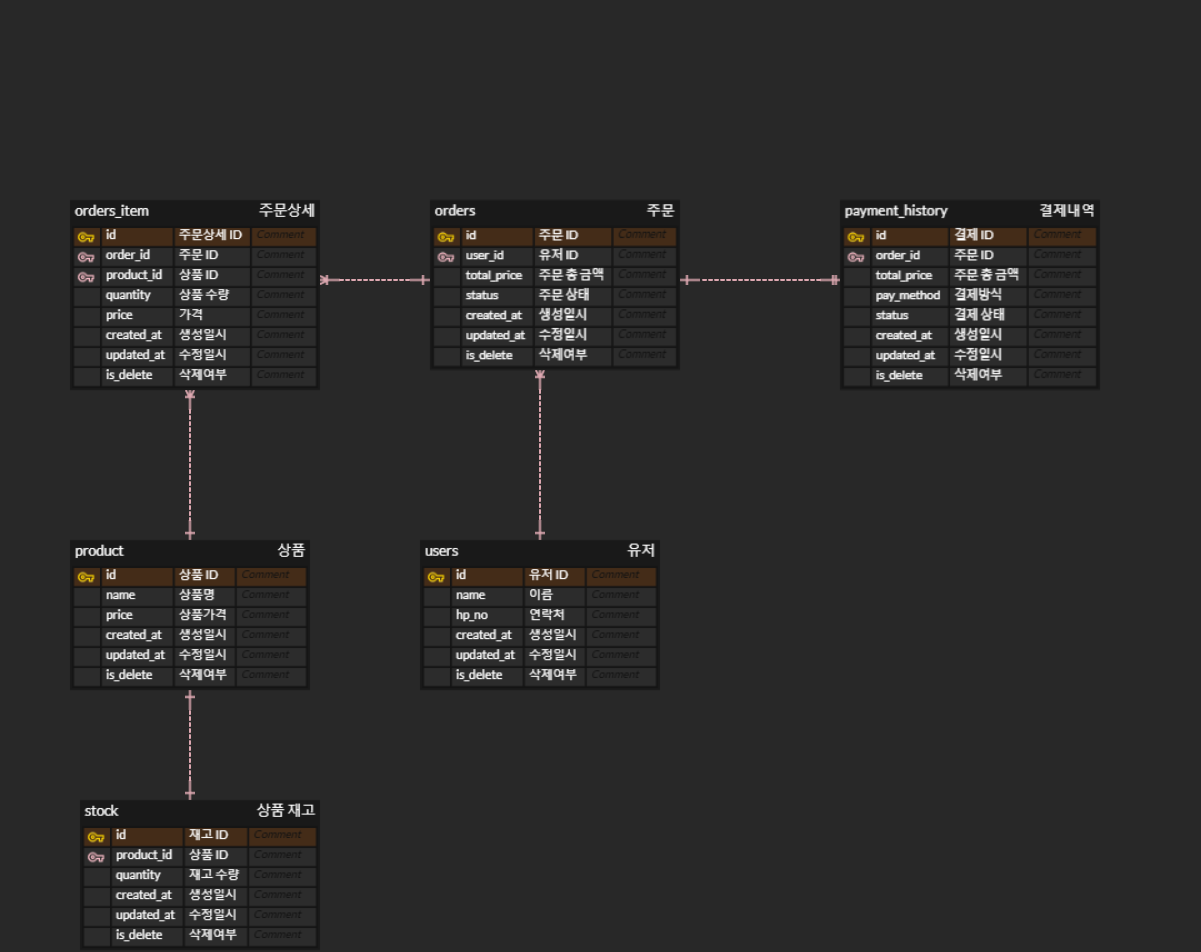 orders_item 주문상세
id 주문상세 ID Comment
order_id 주문 ID Comment
product_id 상품 ID Comment
quantity 상품 수량 Comment
price 가격 Comment
created_at 생성일시 Comment
updated_at 수정일시 Comment
is_delete 삭제여부 Comment
orders 주문
id 주문 ID Comment
user_id 유저 ID Comment
total_price 주문 총 금액 Comment
status 주문 상태 Comment
created_at 생성일시 Comment
updated_at 수정일시 Comment
is_delete 삭제여부 Comment
payment_history 결제내역
id 결제 ID Comment
order_id 주문 ID Comment
total_price 주문 총 금액 Comment
pay_method 결제방식 Comment
status 결제 상태 Comment
created_at 생성일시 Comment
updated_at 수정일시 Comment
is_delete 삭제여부 Comment
product 상품
id 상품 ID Comment
name 상품명 Comment
price 상품가격 Comment
created_at 생성일시 Comment
updated_at 수정일시 Comment
is_delete 삭제여부 Comment
users 유저
id 유저 ID Comment
name 이름 Comment
hp_no 연락처 Comment
created_at 생성일시 Comment
updated_at 수정일시 Comment
is_delete 삭제여부 Comment
stock 상품 재고
id 재고 ID Comment
product_id 상품 ID Comment
quantity 재고 수량 Comment
created_at 생성일시 Comment
updated_at 수정일시 Comment
is_delete 삭제여부 Comment